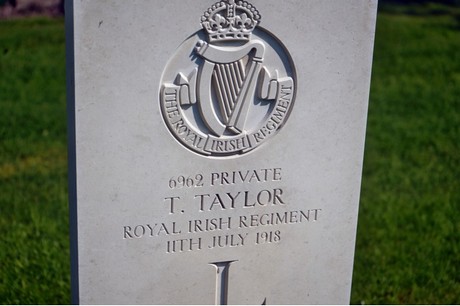 THE ROYAL IRISH REGIMENT
6962 PRIVATE
T. TAYLOR
ROYAL IRISH REGIMENT
11TH JULY 1918